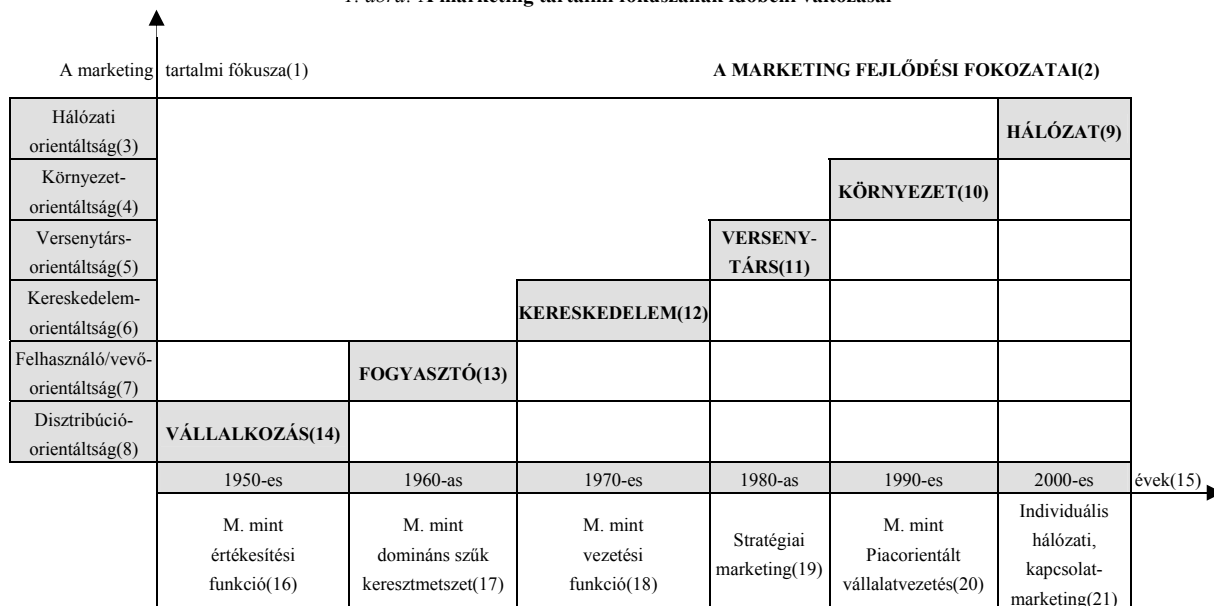 1. ábra: A marketing tartalmi fókuszának időbeni változásai
A marketing tartalmi fókusza(1)
A MARKETING FEJLŐDÉSI FOKOZATAI(2)
Hálózati
orientáltság(3)
HÁLÓZAT(9)
Környezet-
orientáltság(4)
KÖRNYEZET(10)
Versenytárs-
orientáltság(5)
VERSENY-
TÁRS(11)
Kereskedelem-
orientáltság(6)
KERESKEDELEM(12)
Felhasználó/vevő-
orientáltság(7)
FOGYASZTÓ(13)
Disztribúció-
orientáltság(8)
VÁLLALKOZÁS(14)
1950-es 1960-as 1970-es 1980-as 1990-es 2000-es évek(15)
M. mint
értékesítési
funkció(16)
M. mint
domináns szűk
keresztmetszet(17)
M. mint
vezetési
funkció(18)
Stratégiai
marketing(19)
M. mint
Piacorientált
vállalatvezetés(20)
Individuális
hálózati,
kapcsolat-
marketing(21)